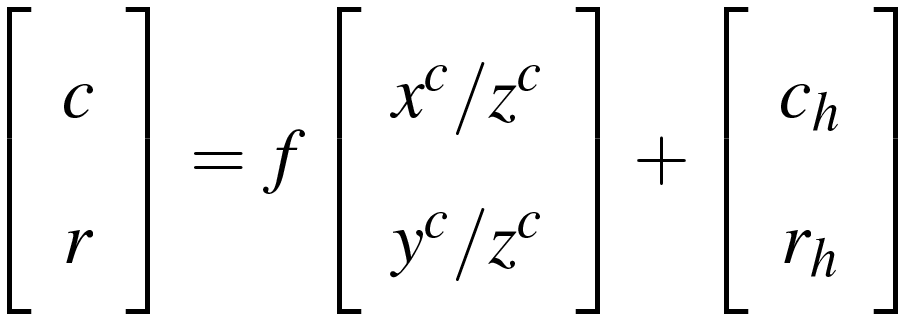 [ c ] = f [ x^c/z^c ] + [ c_h ]
[ r ]     [ y^c/z^c ]   [ r_h ]